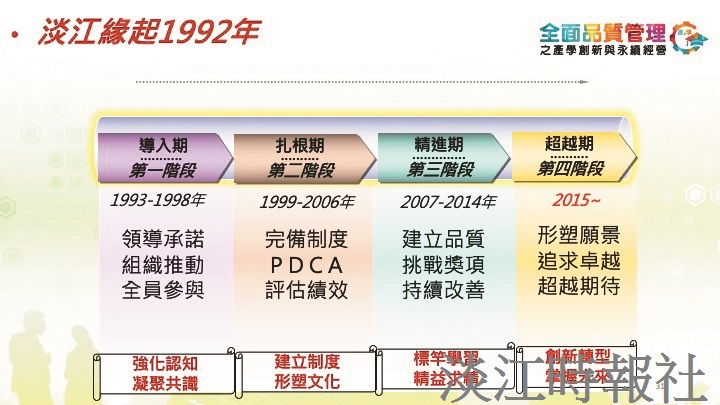 • 淡江緣起1992年
全面品質管理
之產學創新與永續經營
導入期
第一階段
扎根期
第二階段
精進期
第三階段
超越期
第四階段
1993-1998年
1999-2006年
2007-2014年
2015~
領導承諾
組織推動
全員參與
完備制度
PDCA
評估績效
建立品質
挑戰獎項
持續改善
形塑願景
追求卓越
超越期待
強化認知
凝聚共識
建立制度
形塑文化
標竿學習
精益求精
創新轉型
掌握未來
31
淡江時報社